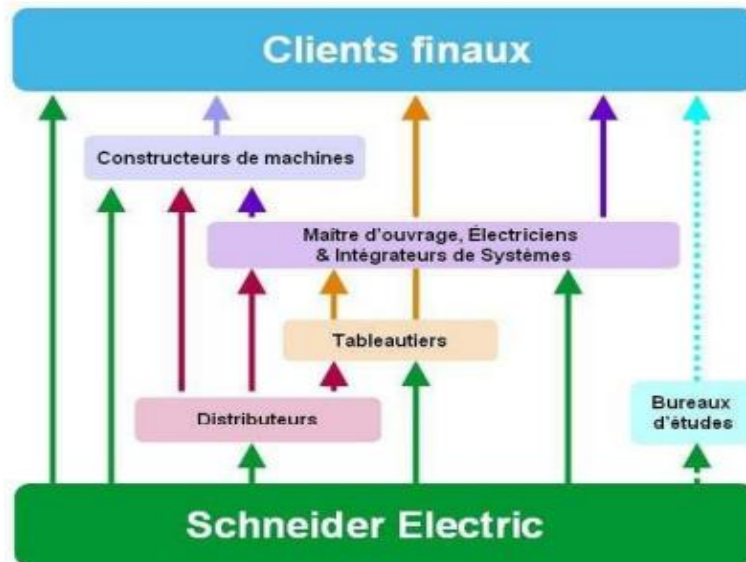 Clients finaux
Constructeurs de machines
Maître d'ouvrage, Électriciens
& Intégrateurs de Systèmes
Tableautiers
Distributeurs
Bureaux
d'études
Schneider Electric